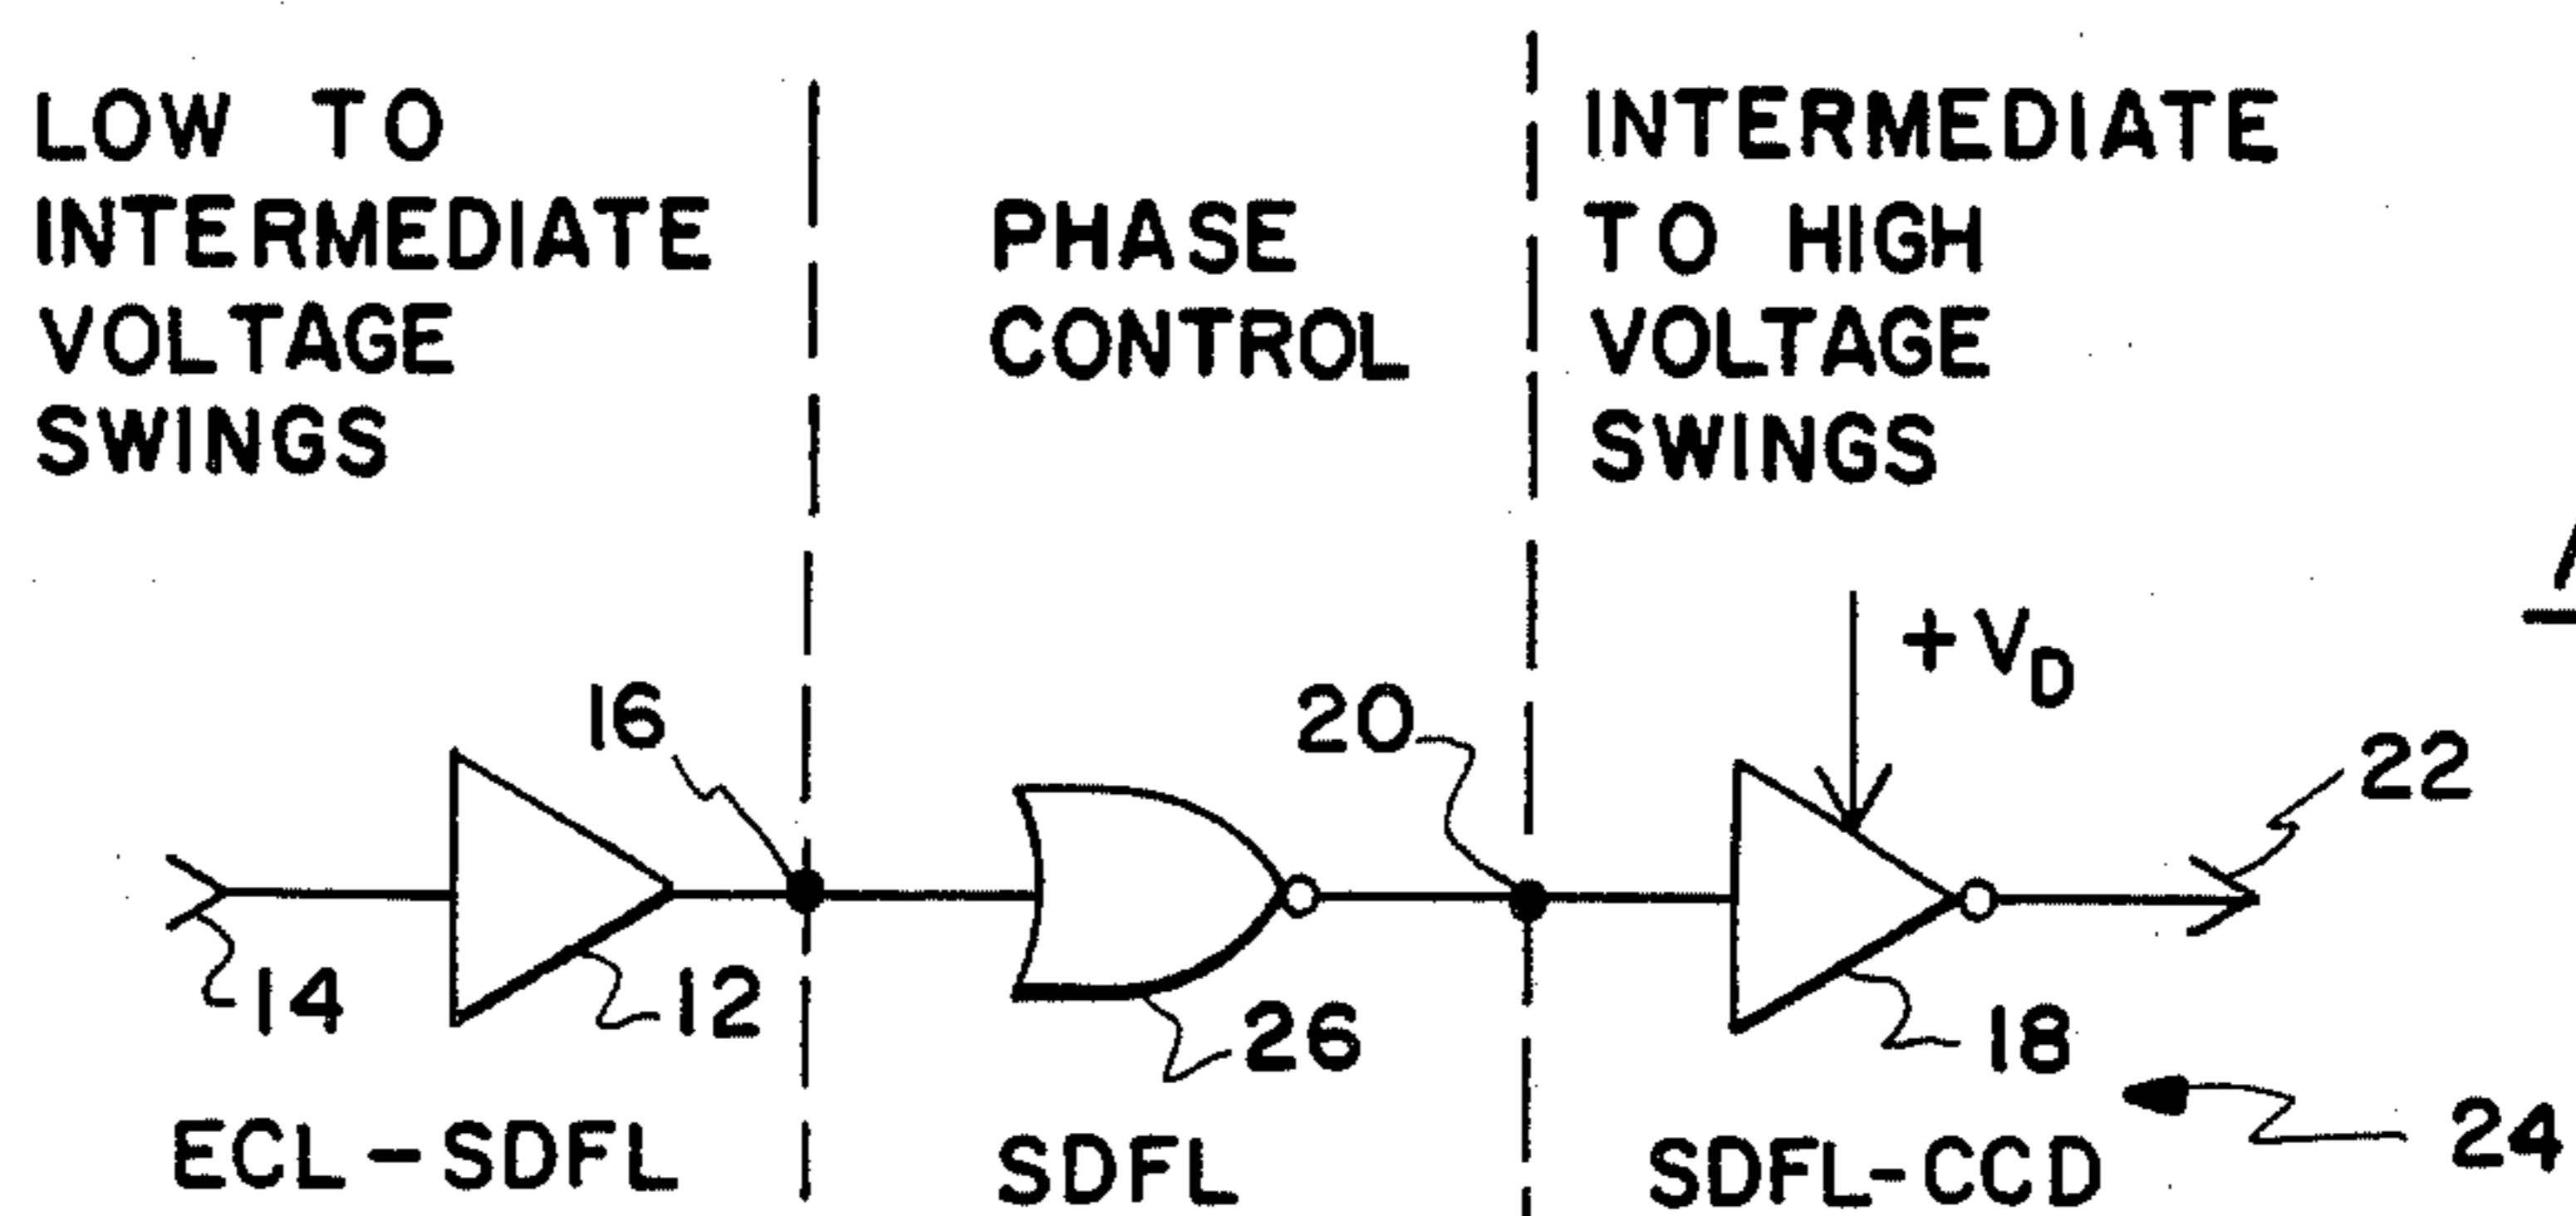 LOW TO
INTERMEDIATE
VOLTAGE
SWINGS
PHASE
CONTROL
INTERMEDIATE
TO HIGH
VOLTAGE
SWINGS
+VD
16
20
22
14
12
26
18
24
ECL-SDFL
SDFL
SDFL-CCD